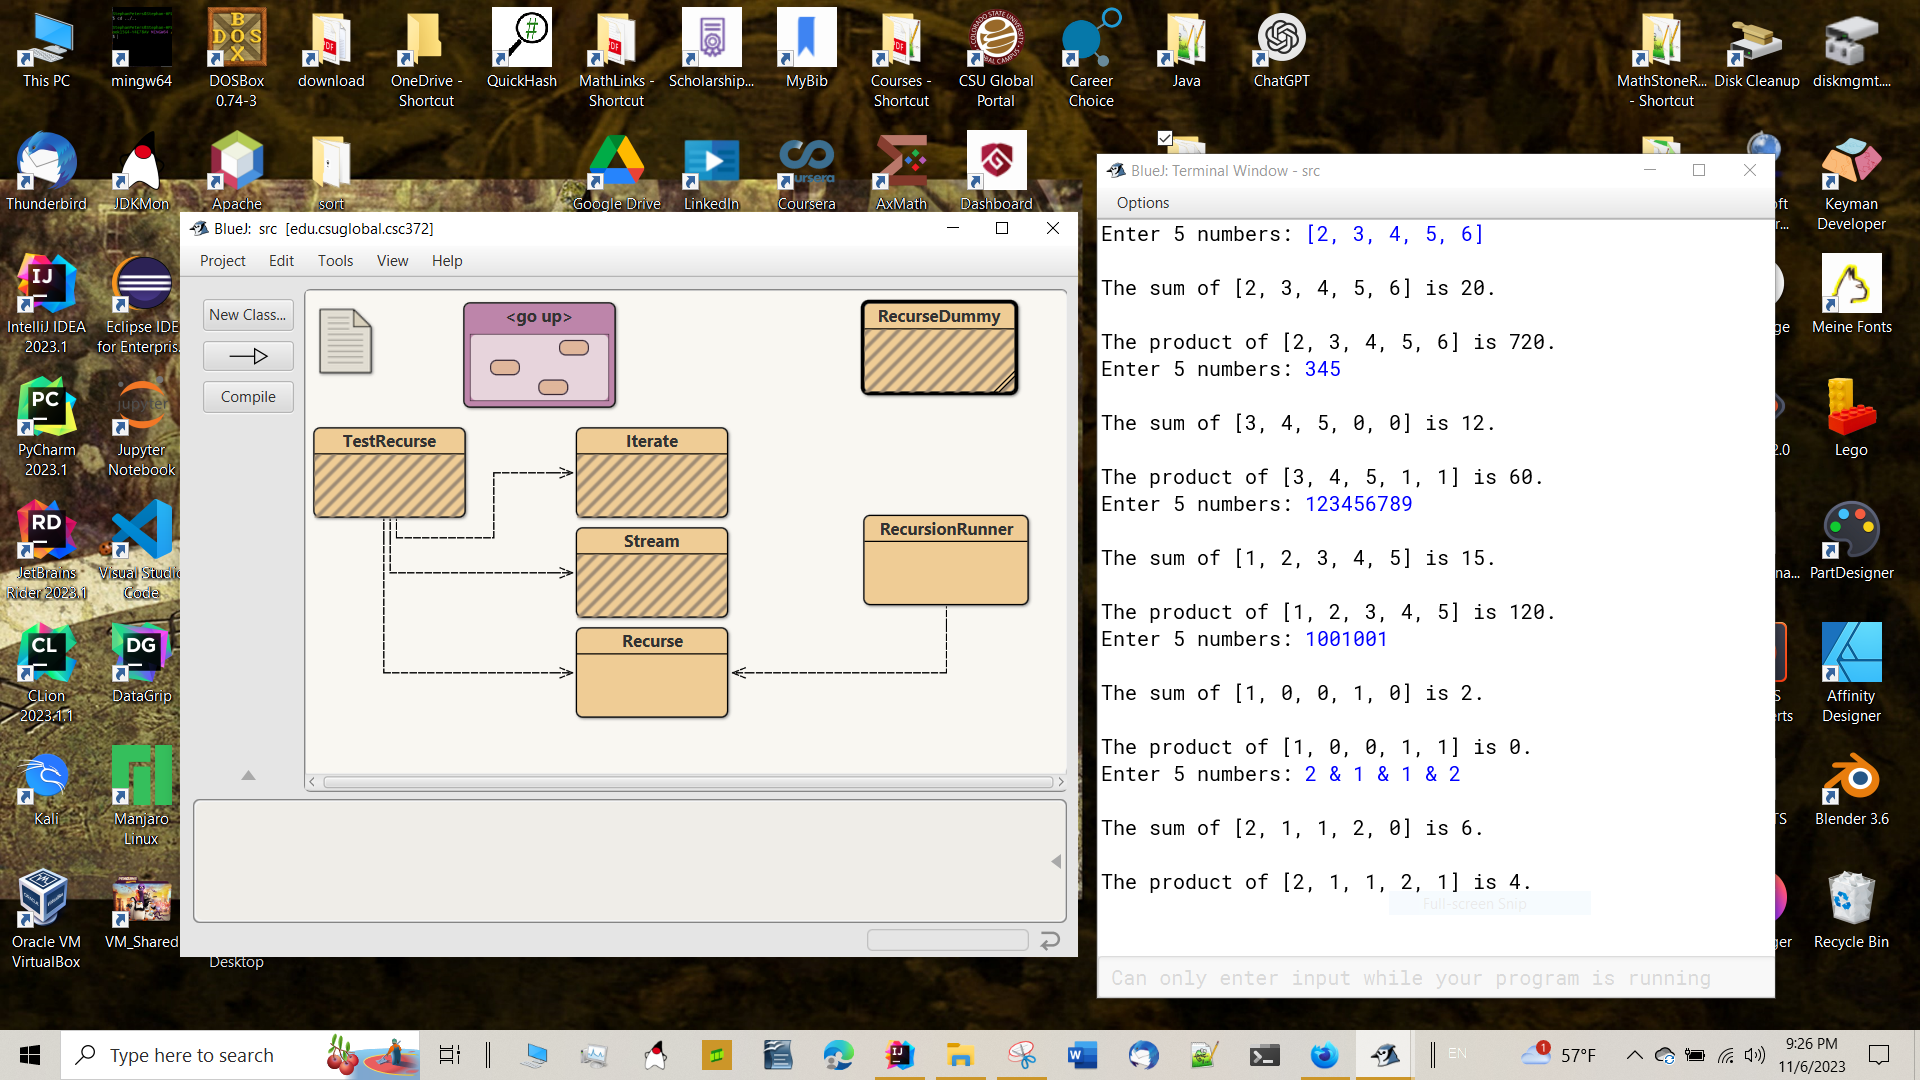 This PC
mingw64
DOSBox
0.74-3
download
OneDrive -
Shortcut
QuickHash
MathLinks -
Shortcut
Scholarship...
MyBib
Courses -
Shortcut
CSU Global
Portal
Career
Choice
Java
ChatGPT
MathStoneR...
- Shortcut
Disk Cleanup
diskmgmt....
Thunderbird
JDKMon
Apache
sort
Google Drive
LinkedIn
Coursera
AxMath
Dashboard
Keyman
Developer
IntelliJ IDEA
2023.1
Eclipse IDE
for Enterpris...
Meine Fonts
PyCharm
2023.1
Jupyter
Notebook
Lego
JetBrains
Rider 2023.1
Visual Studio
Code
PartDesigner
CLion
2023.1.1
DataGrip
Affinity
Designer
Kali
Manjaro
Linux
Blender 3.6
Oracle VM
VirtualBox
VM_Shared
Desktop
Recycle Bin
BlueJ: src [edu.csuglobal.csc372]
Project Edit Tools View Help
New Class...
Compile
<go up>
RecurseDummy
TestRecurse
Iterate
Stream
RecursionRunner
Recurse
BlueJ: Terminal Window - src
Options
Enter 5 numbers: [2, 3, 4, 5, 6]
The sum of [2, 3, 4, 5, 6] is 20.
The product of [2, 3, 4, 5, 6] is 720.
Enter 5 numbers: 345
The sum of [3, 4, 5, 0, 0] is 12.
The product of [3, 4, 5, 1, 1] is 60.
Enter 5 numbers: 123456789
The sum of [1, 2, 3, 4, 5] is 15.
The product of [1, 2, 3, 4, 5] is 120.
Enter 5 numbers: 1001001
The sum of [1, 0, 0, 1, 0] is 2.
The product of [1, 0, 0, 1, 1] is 0.
Enter 5 numbers: 2 & 1 & 1 & 2
The sum of [2, 1, 1, 2, 0] is 6.
The product of [2, 1, 1, 2, 1] is 4.
Full-screen Snip
Can only enter input while your program is running
Type here to search
EN
1
57°F
9:26 PM
11/6/2023